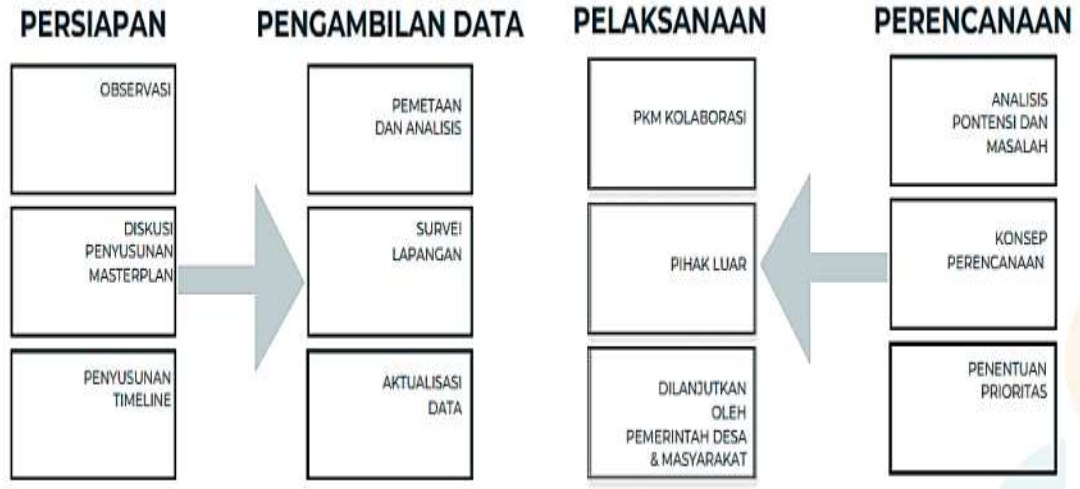 PERSIAPAN
OBSERVASI
DISKUSI
PENYUSUNAN
MASTERPLAN
PENYUSUNAN
TIMELINE
PENGAMBILAN DATA
PEMETAAN
DAN ANALISIS
SURVEI
LAPANGAN
AKTUALISASI
DATA
PELAKSANAAN
PKM KOLABORASI
PIHAK LUAR
DILANJUTKAN
OLEH
PEMERINTAH DESA
& MASYARAKAT
PERENCANAAN
ANALISIS
PONTENSI DAN
MASALAH
KONSEP
PERENCANAAN
PENENTUAN
PRIORITAS